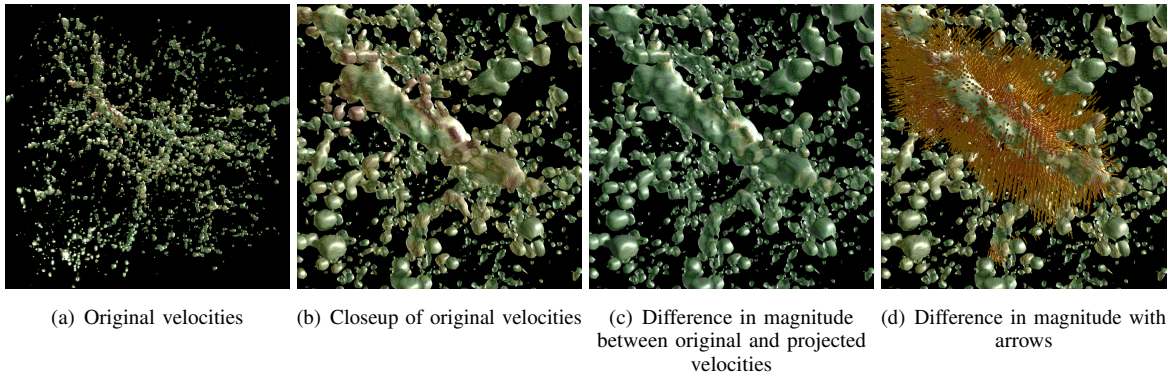 (a) Original velocities
(b) Closeup of original velocities
(c) Difference in magnitude
between original and projected
velocities
(d) Difference in magnitude with
arrows